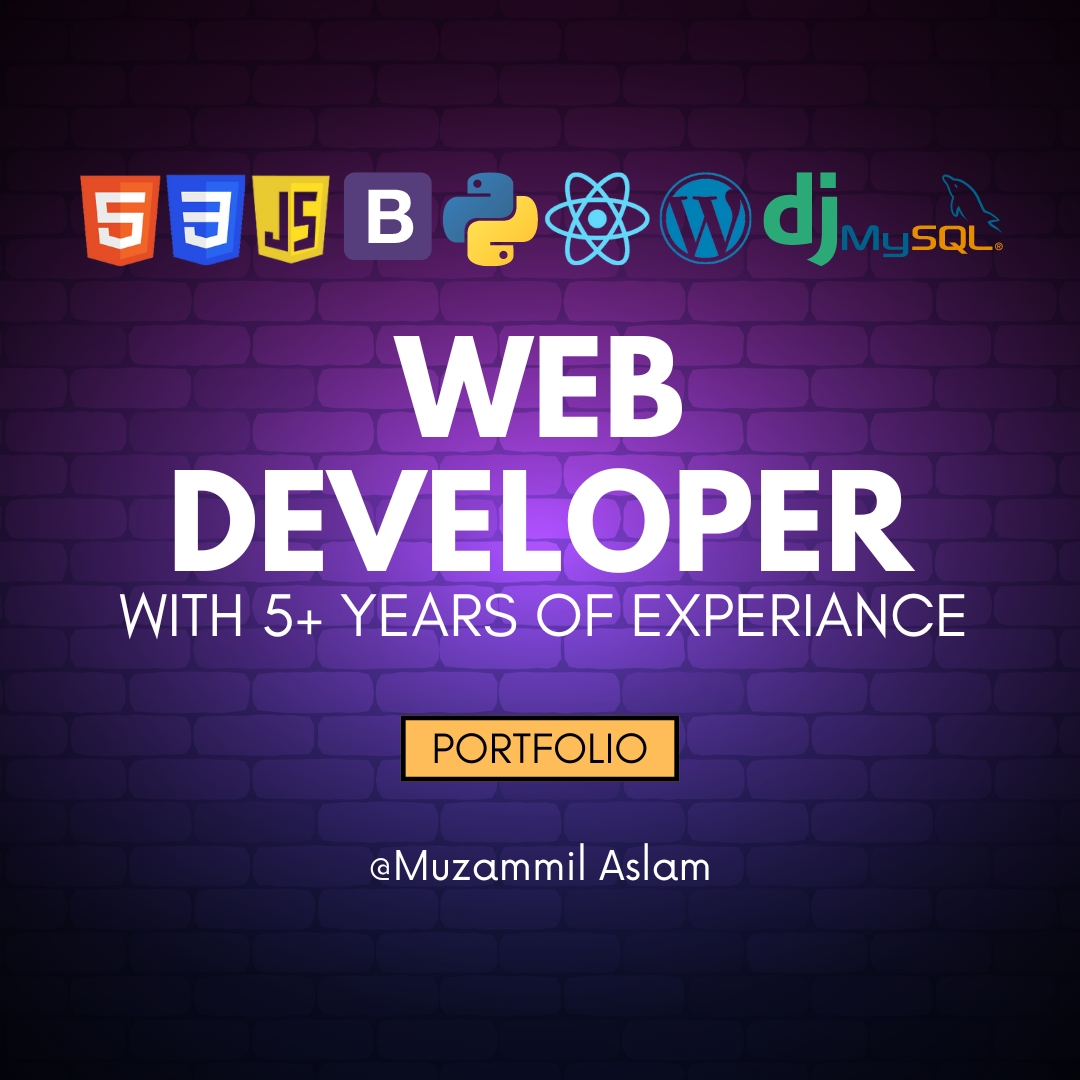 5 3 JS B W dj MySQL®
WEB
DEVELOPER
WITH 5+ YEARS OF EXPERIANCE
PORTFOLIO
@Muzammil Aslam